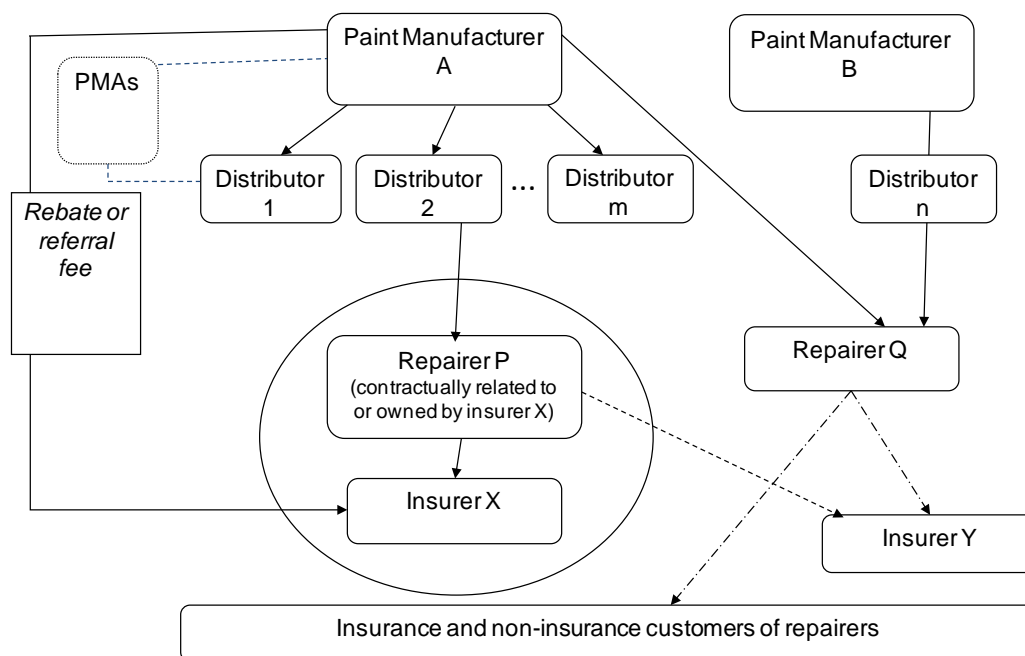 Paint Manufacturer
A
Paint Manufacturer
B
PMAs
Distributor
1
Distributor
2
...
Distributor
m
Distributor
n
Rebate or
referral
fee
Repairer P
(contractually related to
or owned by insurer X)
Repairer Q
Insurer X
Insurer Y
Insurance and non-insurance customers of repairers